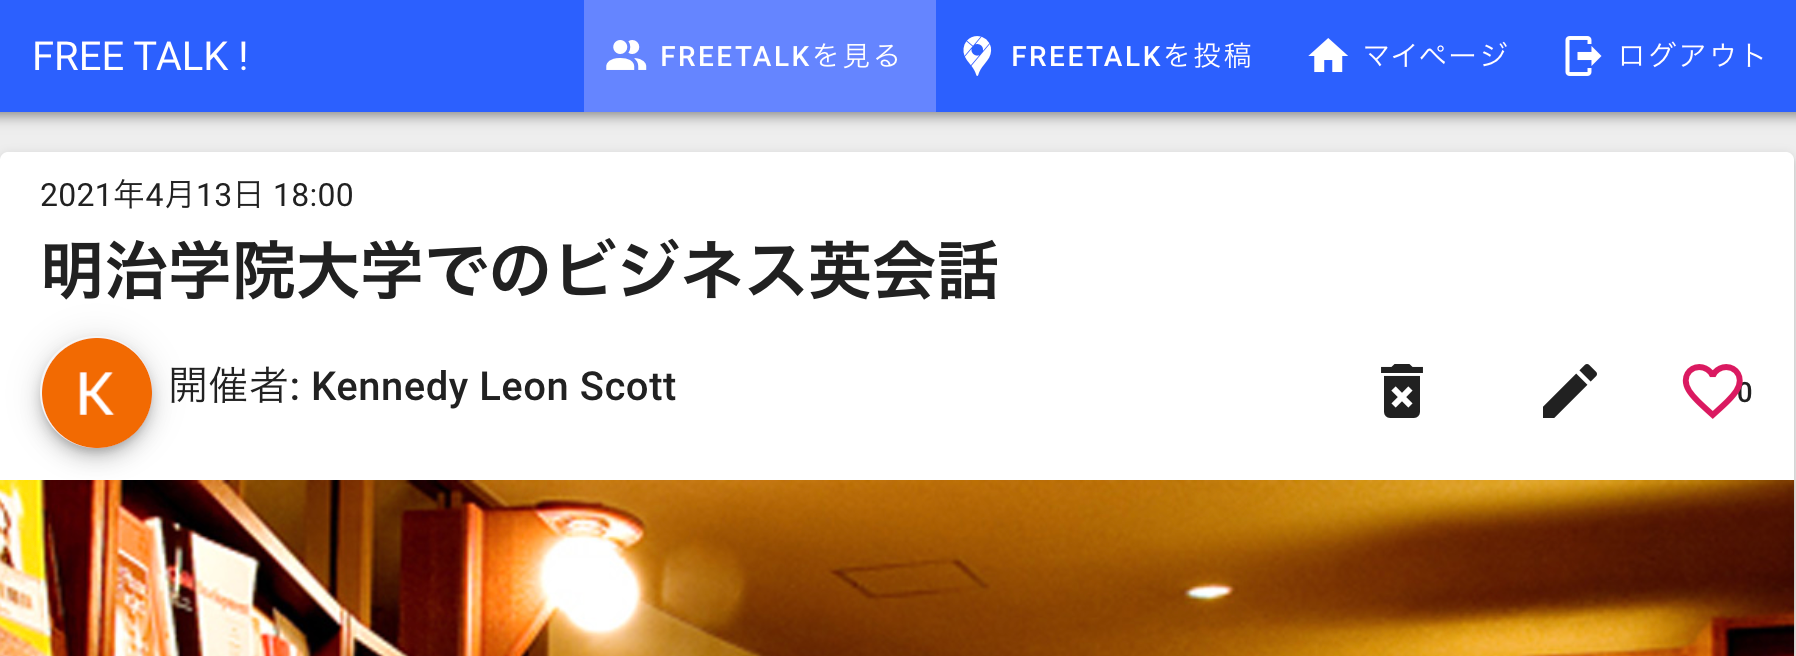 FREE TALK !
FREETALKを見る
FREETALKを投稿
マイページ
ログアウト
2021年4月13日 18:00
明治学院大学でのビジネス英会話
K
開催者: Kennedy Leon Scott
0